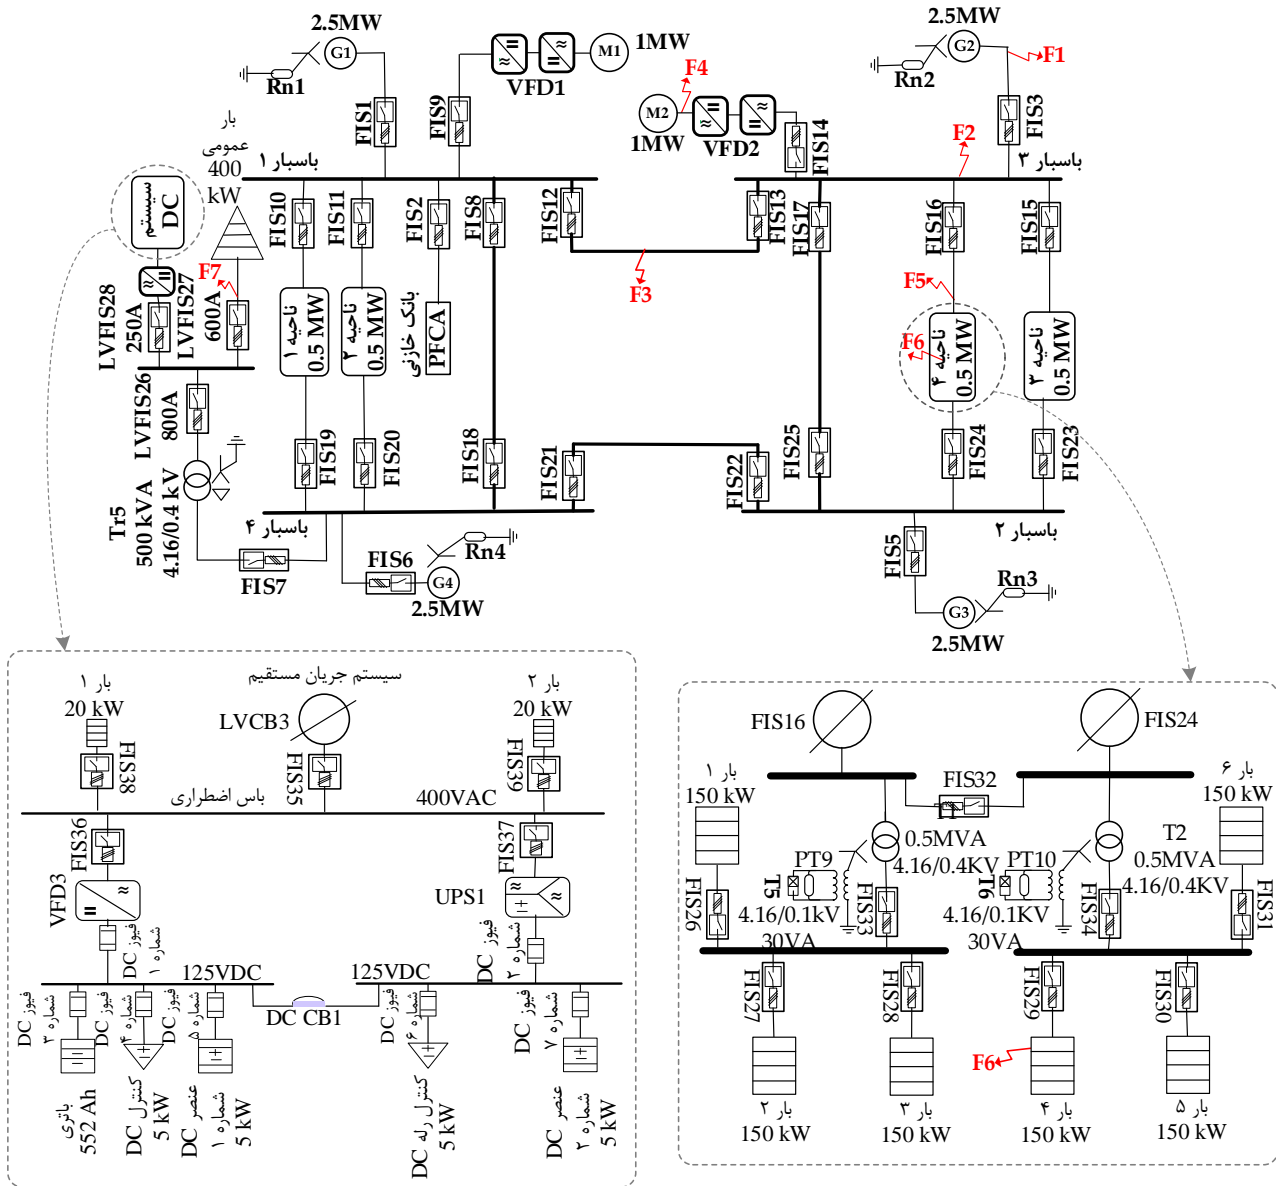 2.5MW
G1
Rn1
FIS1
FIS9
VFD1
M1
1MW
F4
M2
1MW
VFD2
FIS14
2.5MW
G2
Rn2
F1
FIS3
F2
بار
عمومی
400
kW
باسبار ۱
باسبار ۳
سیستم
DC
FIS10
FIS11
FIS2
FIS8
FIS12
FIS13
FIS17
FIS16
FIS15
F7
F3
F5
LVFIS28
250A
LVFIS27
600A
ناحیه ۱
0.5 MW
ناحیه ۲
0.5 MW
بانک خازنی
PFCA
ناحیه ۴
0.5 MW
F6
ناحیه ۳
0.5 MW
LVFIS26
800A
FIS19
FIS20
FIS18
FIS21
FIS22
FIS25
FIS24
FIS23
Tr5
500 kVA
4.16/0.4 kV
باسبار ۴
باسبار ۲
FIS7
FIS6
G4
2.5MW
Rn4
FIS5
G3
2.5MW
Rn3
سیستم جریان مستقیم
بار ۱
20 kW
FIS38
LVCB3
FIS35
بار ۲
20 kW
FIS39
باس اضطراری
400VAC
FIS36
FIS37
VFD3
UPS1
فیوز DC
شماره ۱
فیوز DC
شماره ۲
125VDC
125VDC
DC CB1
فیوز DC
شماره ۳
فیوز DC
شماره ۴
فیوز DC
شماره ۵
فیوز DC
شماره ۶
فیوز DC
شماره ۷
باتری
552 Ah
کنترل DC
5 kW
عنصر DC
شماره ۱
5 kW
کنترل رله DC
5 kW
عنصر DC
شماره ۲
5 kW
FIS16
FIS24
FIS32
بار ۱
150 kW
بار ۶
150 kW
T1
0.5MVA
4.16/0.4KV
T2
0.5MVA
4.16/0.4KV
PT9
T5
4.16/0.1kV
30VA
PT10
T6
4.16/0.1KV
30VA
FIS26
FIS33
FIS34
FIS31
FIS27
FIS28
FIS29
FIS30
F6
بار ۲
150 kW
بار ۳
150 kW
بار ۴
150 kW
بار ۵
150 kW